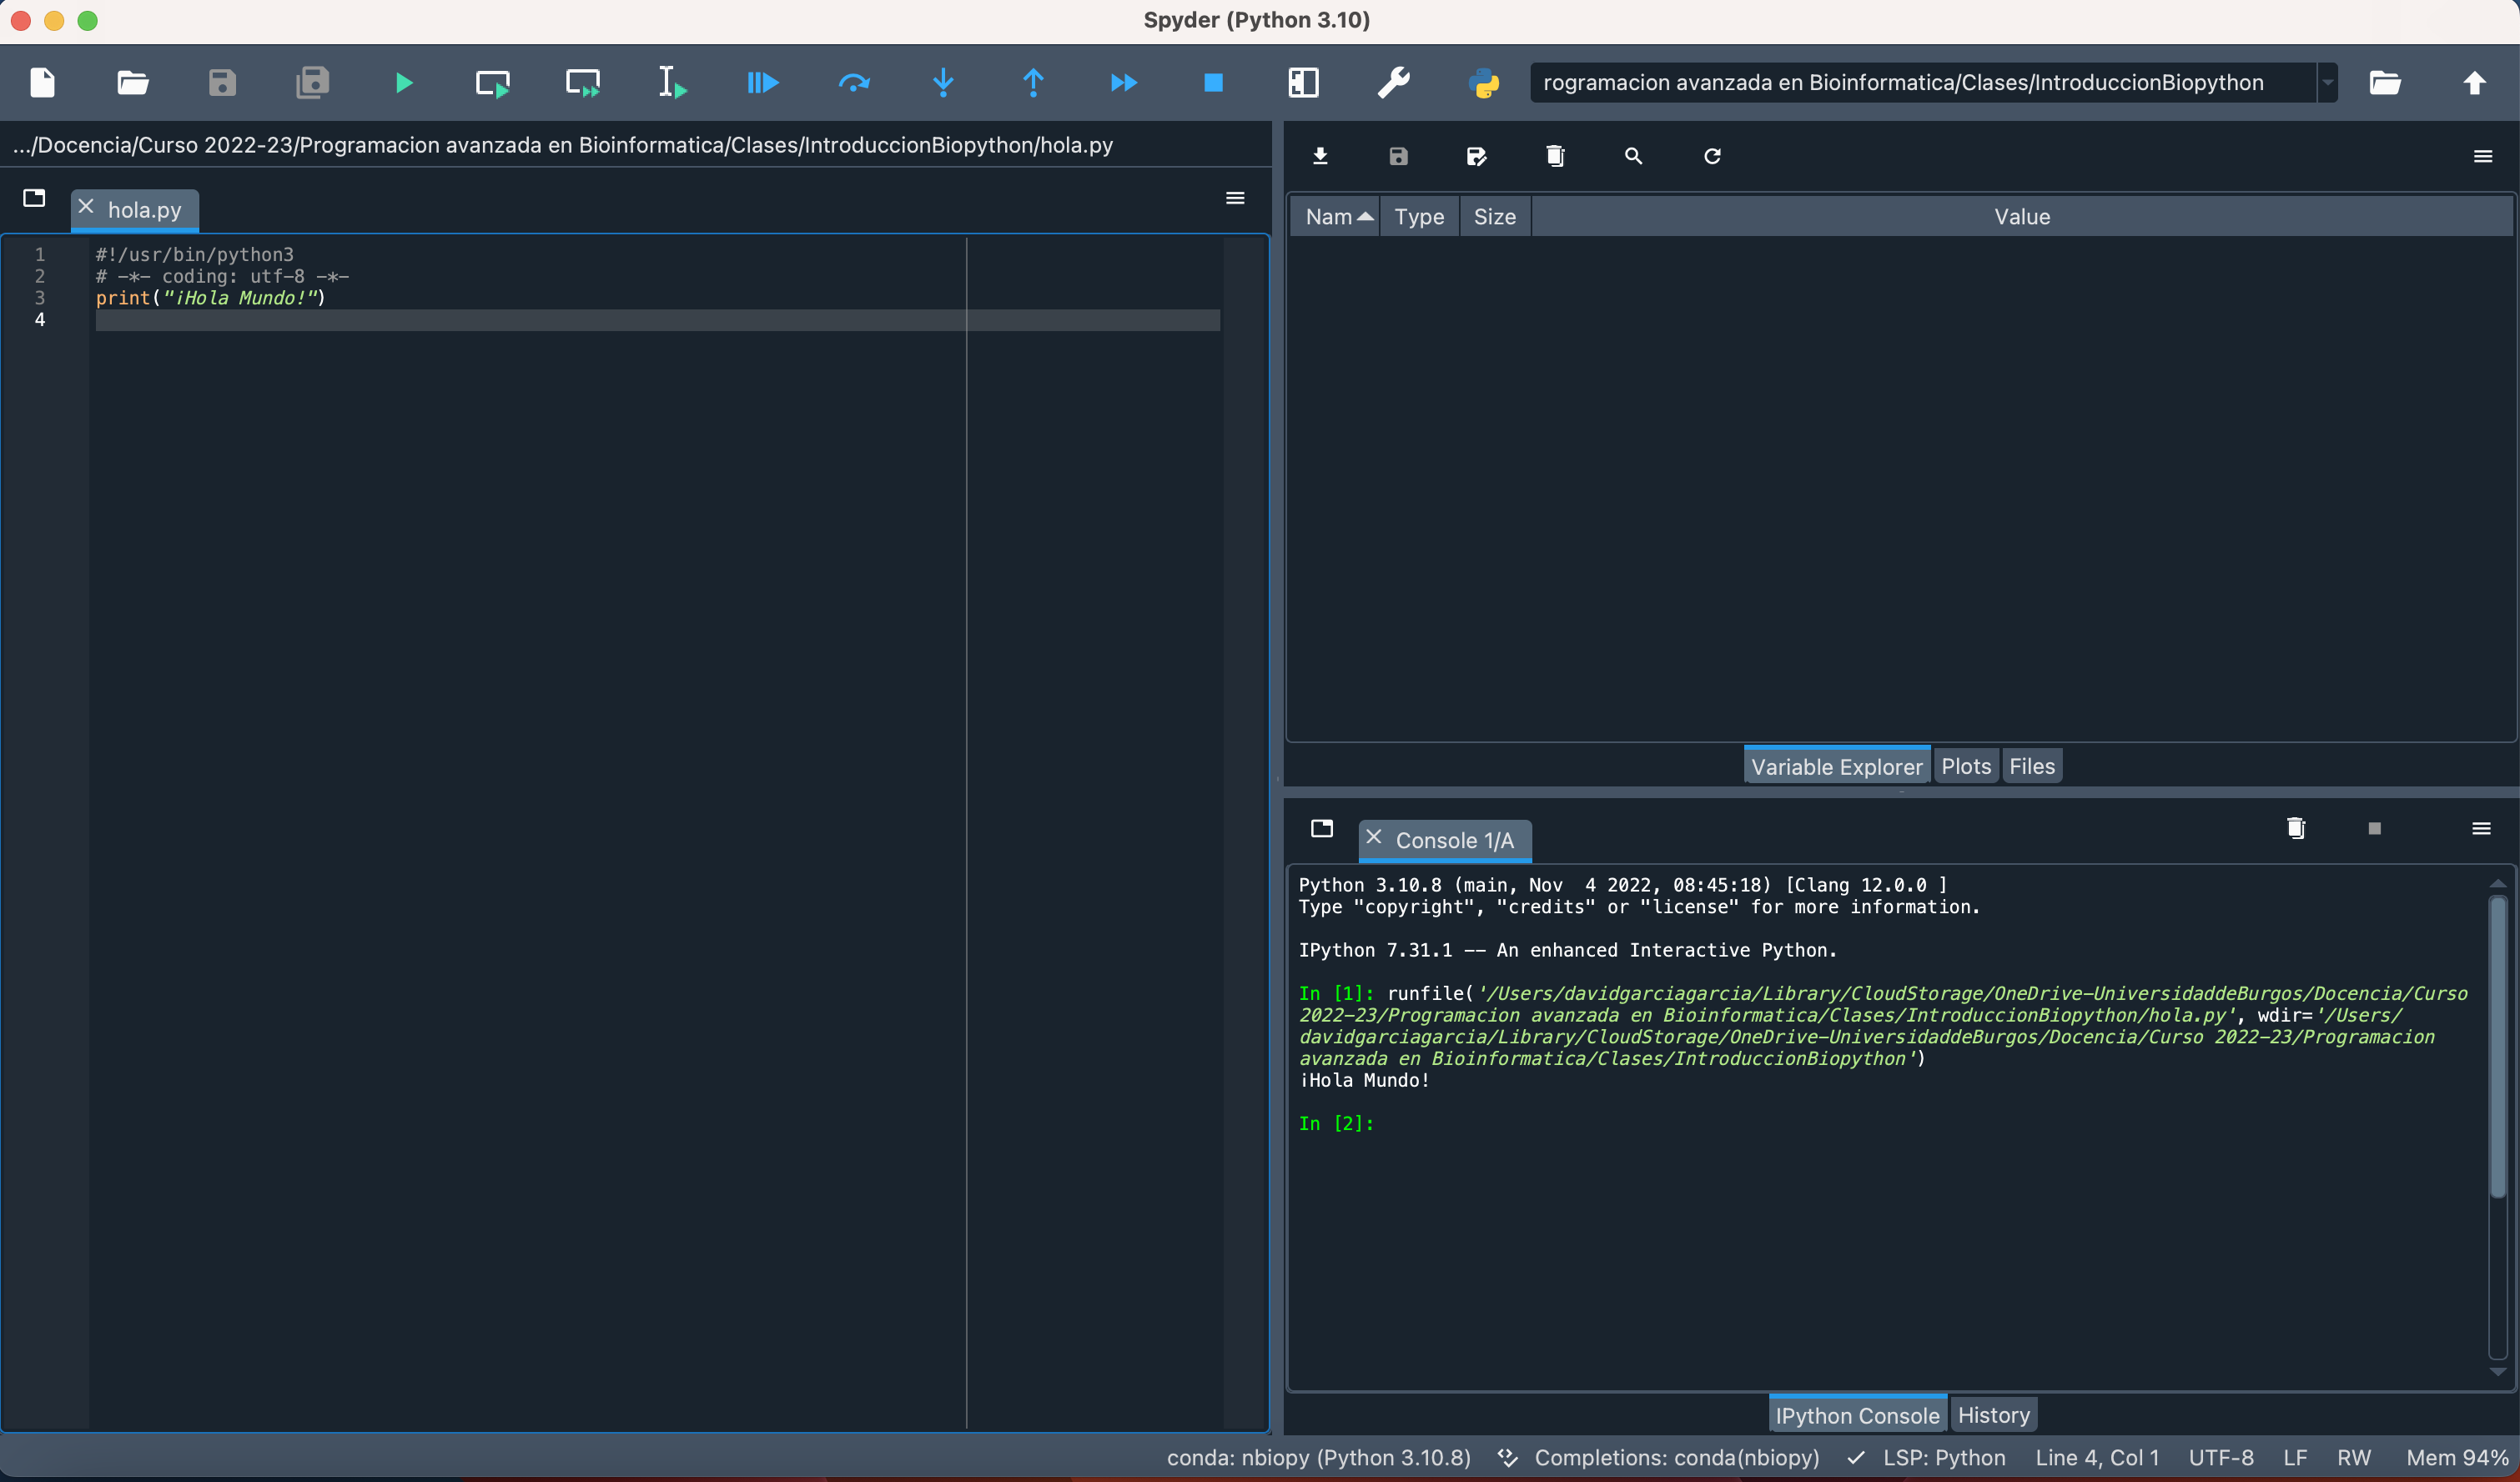 Spyder (Python 3.10)
rogramacion avanzada en Bioinformatica/Clases/IntroduccionBiopython
.../Docencia/Curso 2022-23/Programacion avanzada en Bioinformatica/Clases/IntroduccionBiopython/hola.py
hola.py
1 #!/usr/bin/python3
2 # -*- coding: utf-8 -*-
3 print("¡Hola Mundo!")
4
Nam Type Size Value
Variable Explorer Plots Files
Console 1/A
Python 3.10.8 (main, Nov  4 2022, 08:45:18) [Clang 12.0.0 ]
Type "copyright", "credits" or "license" for more information.
IPython 7.31.1 -- An enhanced Interactive Python.
In [1]: runfile('/Users/davidgarciagarcia/Library/CloudStorage/OneDrive-UniversidaddeBurgos/Docencia/Curso
2022-23/Programacion avanzada en Bioinformatica/Clases/IntroduccionBiopython/hola.py', wdir='/Users/
davidgarciagarcia/Library/CloudStorage/OneDrive-UniversidaddeBurgos/Docencia/Curso 2022-23/Programacion
avanzada en Bioinformatica/Clases/IntroduccionBiopython')
¡Hola Mundo!
In [2]:
IPython Console History
conda: nbiopy (Python 3.10.8) Completions: conda(nbiopy) LSP: Python Line 4, Col 1 UTF-8 LF RW Mem 94%